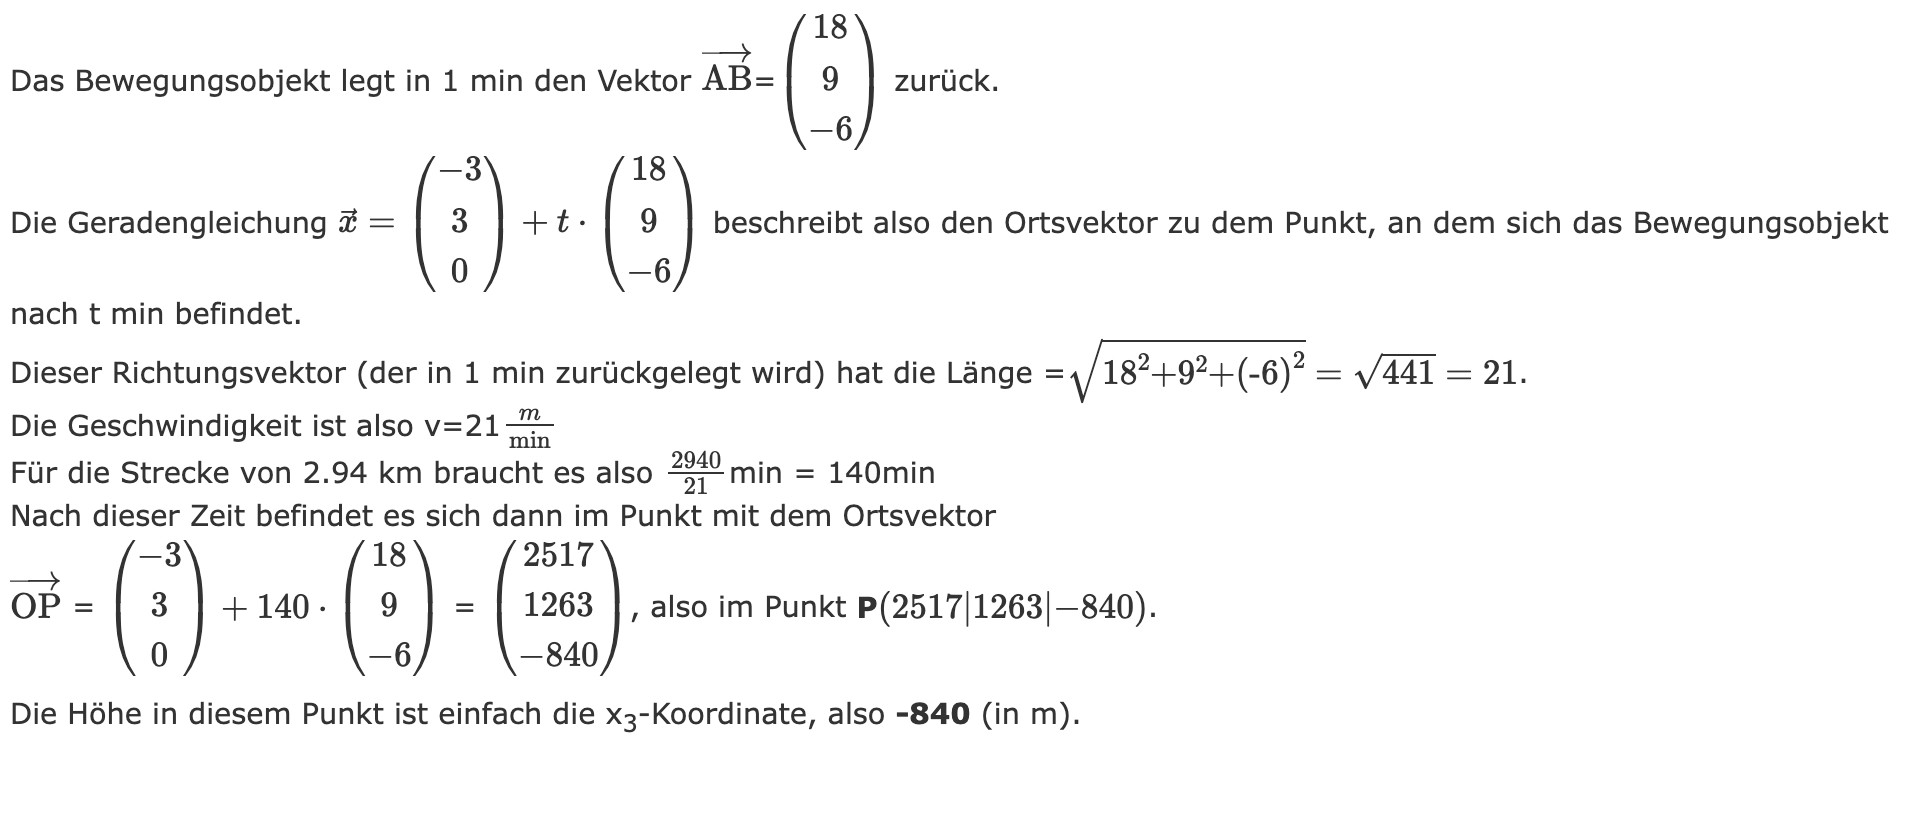 Das Bewegungsobjekt legt in 1 min den Vektor $\overrightarrow{AB}$=$\begin{pmatrix}18\\9\\-6\end{pmatrix}$ zurück.
Die Geradengleichung $\vec{x}=\begin{pmatrix}-3\\3\\0\end{pmatrix}+t\cdot\begin{pmatrix}18\\9\\-6\end{pmatrix}$ beschreibt also den Ortsvektor zu dem Punkt, an dem sich das Bewegungsobjekt
nach t min befindet.
Dieser Richtungsvektor (der in 1 min zurückgelegt wird) hat die Länge =$\sqrt{18^2+9^2+(-6)^2}=\sqrt{441}=21$.
Die Geschwindigkeit ist also v=21$\frac{m}{\min}$
Für die Strecke von 2.94 km braucht es also $\frac{2940}{21}$min = 140min
Nach dieser Zeit befindet es sich dann im Punkt mit dem Ortsvektor
$\overrightarrow{OP}$ = $\begin{pmatrix}-3\\3\\0\end{pmatrix}+140\cdot\begin{pmatrix}18\\9\\-6\end{pmatrix}$ = $\begin{pmatrix}2517\\1263\\-840\end{pmatrix}$, also im Punkt P(2517|1263|−840).
Die Höhe in diesem Punkt ist einfach die x₃-Koordinate, also -840 (in m).